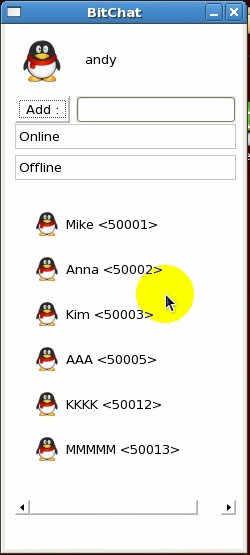 BitChat
andy
Add :
Online
Offline
Mike <50001>
Anna <50002>
Kim <50003>
AAA <50005>
KKKK <50012>
MMMMM <50013>